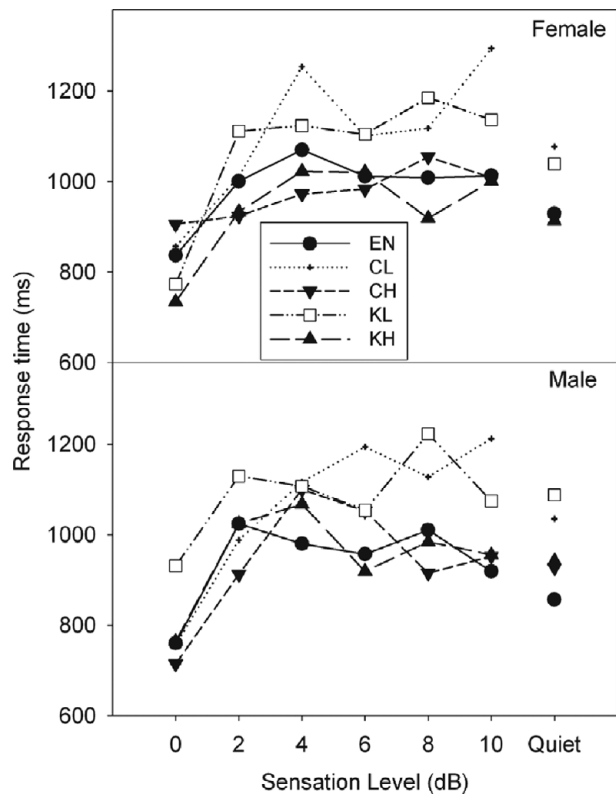 Female
1200
1000
800
600
EN
CL
CH
KL
KH
Response time (ms)
Male
1200
1000
800
600
0 2 4 6 8 10 Quiet
Sensation Level (dB)